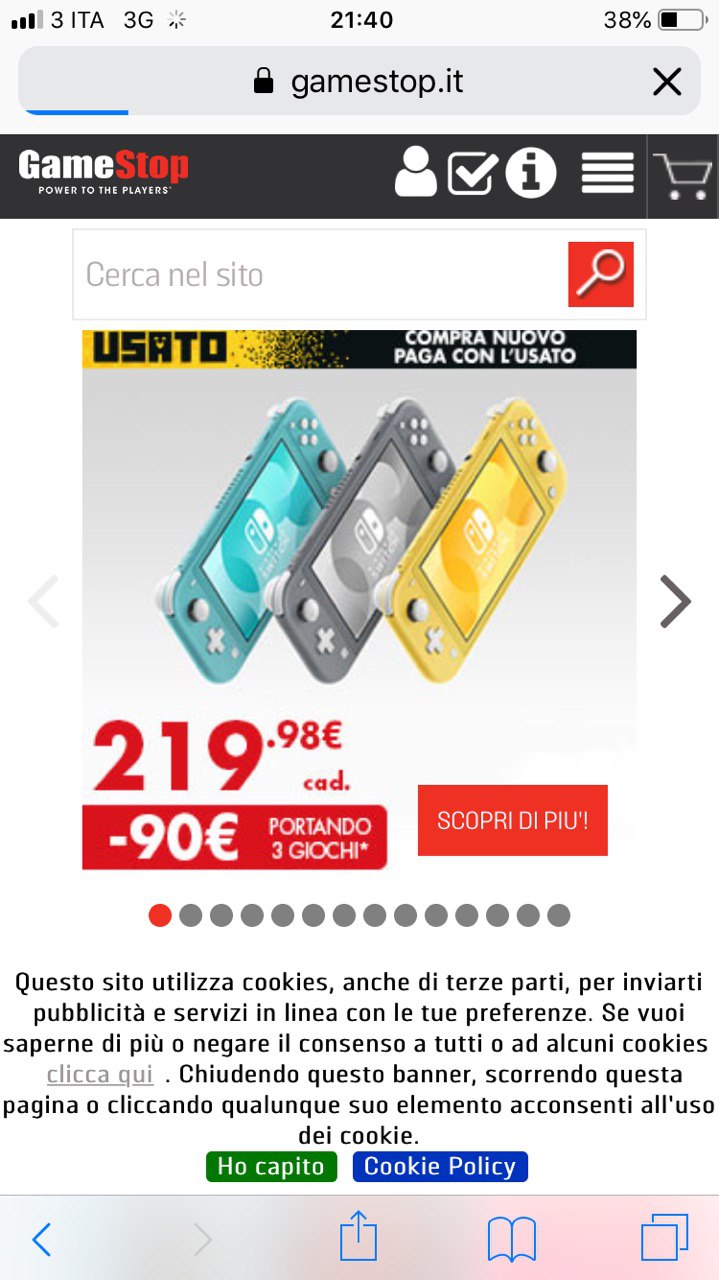 3 ITA 3G 21:40 38%
gamestop.it
GameStop
POWER TO THE PLAYERS
Cerca nel sito
USATO
COMPRA NUOVO
PAGA CON L'USATO
219.98€
cad.
-90€ PORTANDO
3 GIOCHI*
SCOPRI DI PIU'!
Questo sito utilizza cookies, anche di terze parti, per inviarti
pubblicità e servizi in linea con le tue preferenze. Se vuoi
saperne di più o negare il consenso a tutti o ad alcuni cookies
clicca qui . Chiudendo questo banner, scorrendo questa
pagina o cliccando qualunque suo elemento acconsenti all'uso
dei cookie.
Ho capito Cookie Policy